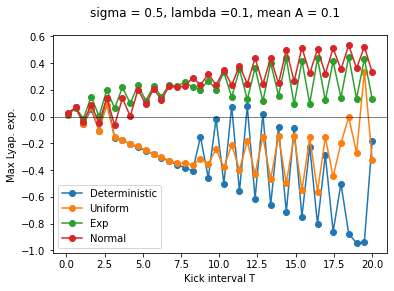 sigma = 0.5, lambda =0.1, mean A = 0.1
0.6
0.4
0.2
0.0
−0.2
−0.4
−0.6
−0.8
−1.0
Max Lyap. exp.
Deterministic
Uniform
Exp
Normal
0.0 2.5 5.0 7.5 10.0 12.5 15.0 17.5 20.0
Kick interval T